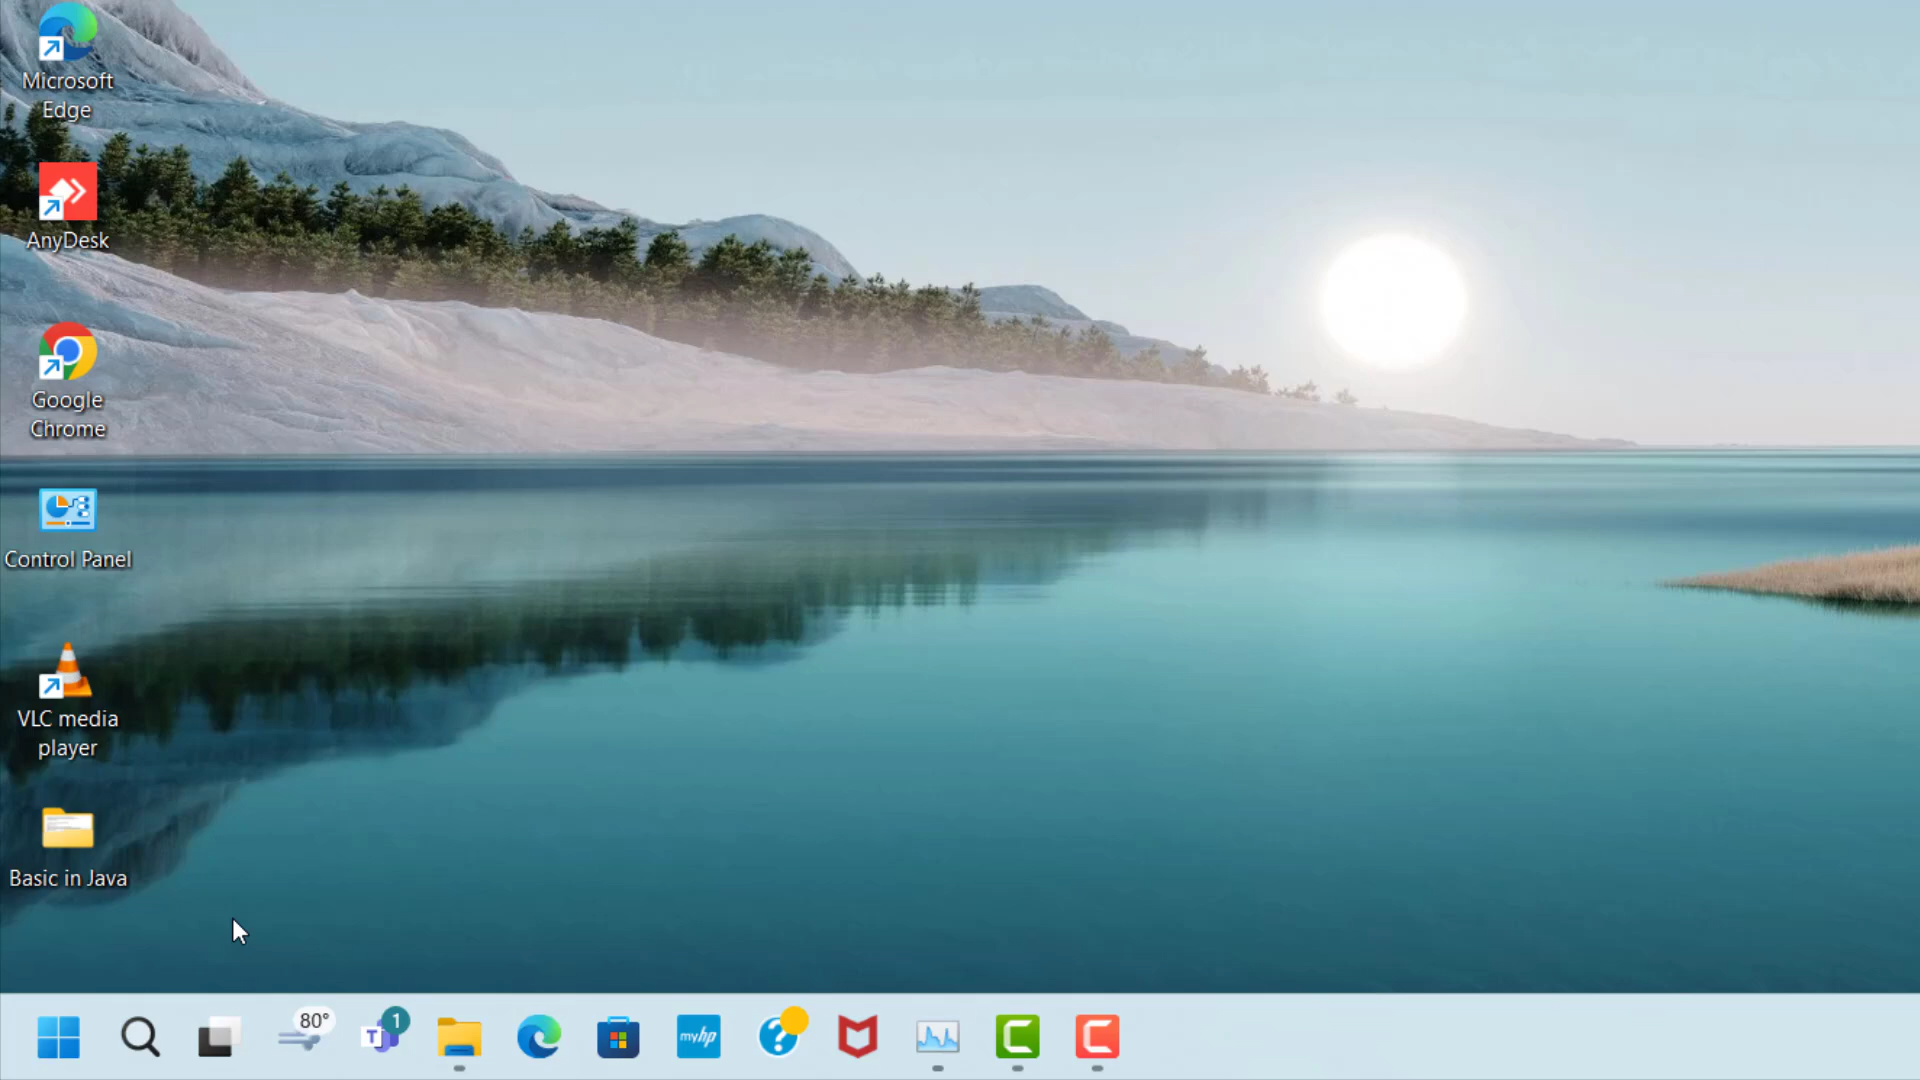 Microsoft
Edge
AnyDesk
Google
Chrome
Control Panel
VLC media
player
Basic in Java
80°
T
1
myhp
?